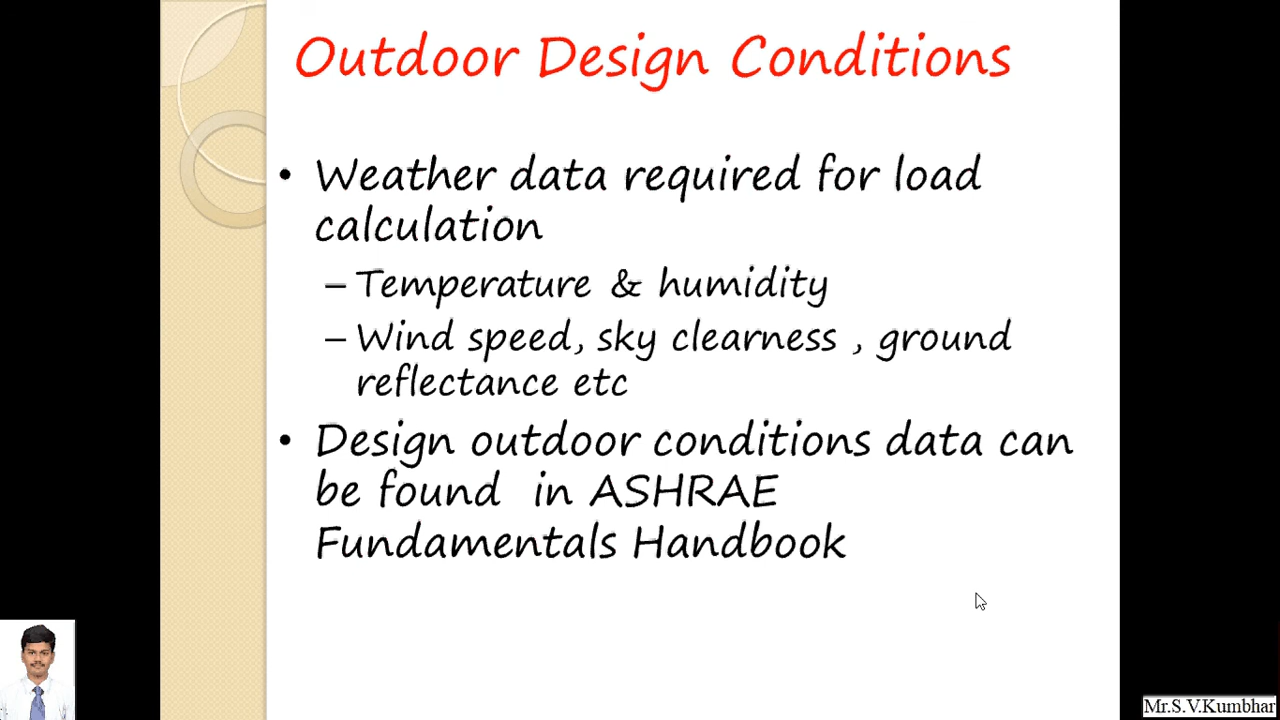 Outdoor Design Conditions
• Weather data required for load
calculation
– Temperature & humidity
– Wind speed, sky clearness , ground
reflectance etc
• Design outdoor conditions data can
be found in ASHRAE
Fundamentals Handbook
Mr.S.V.Kumbhar